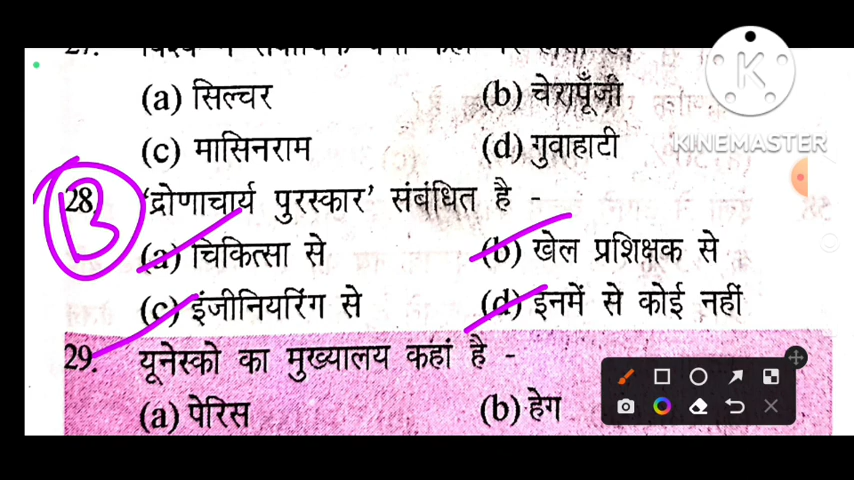 (a) सिल्चर (b) चेरापूँजी
(c) मासिनराम (d) गुवाहाटी
KINEMASTER
28. 'द्रोणाचार्य पुरस्कार' संबंधित है -
B
(a) चिकित्सा से (b) खेल प्रशिक्षक से
(c) इंजीनियरिंग से (d) इनमें से कोई नहीं
29. यूनेस्को का मुख्यालय कहां है -
(a) पेरिस (b) हेग